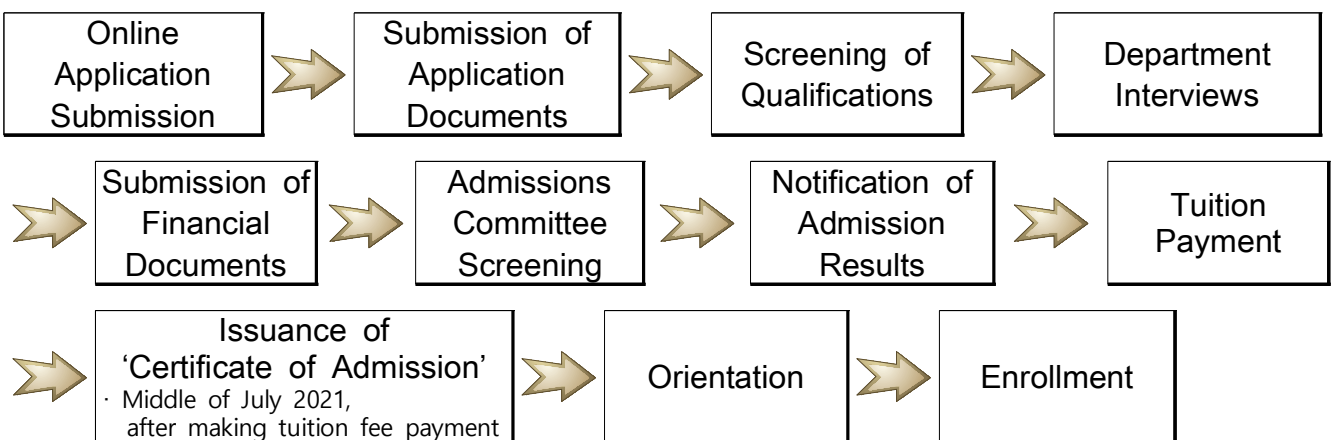 Online
Application
Submission
Submission of
Application
Documents
Screening of
Qualifications
Department
Interviews
Submission of
Financial
Documents
Admissions
Committee
Screening
Notification of
Admission
Results
Tuition
Payment
Issuance of
‘Certificate of Admission’
· Middle of July 2021,
after making tuition fee payment
Orientation
Enrollment